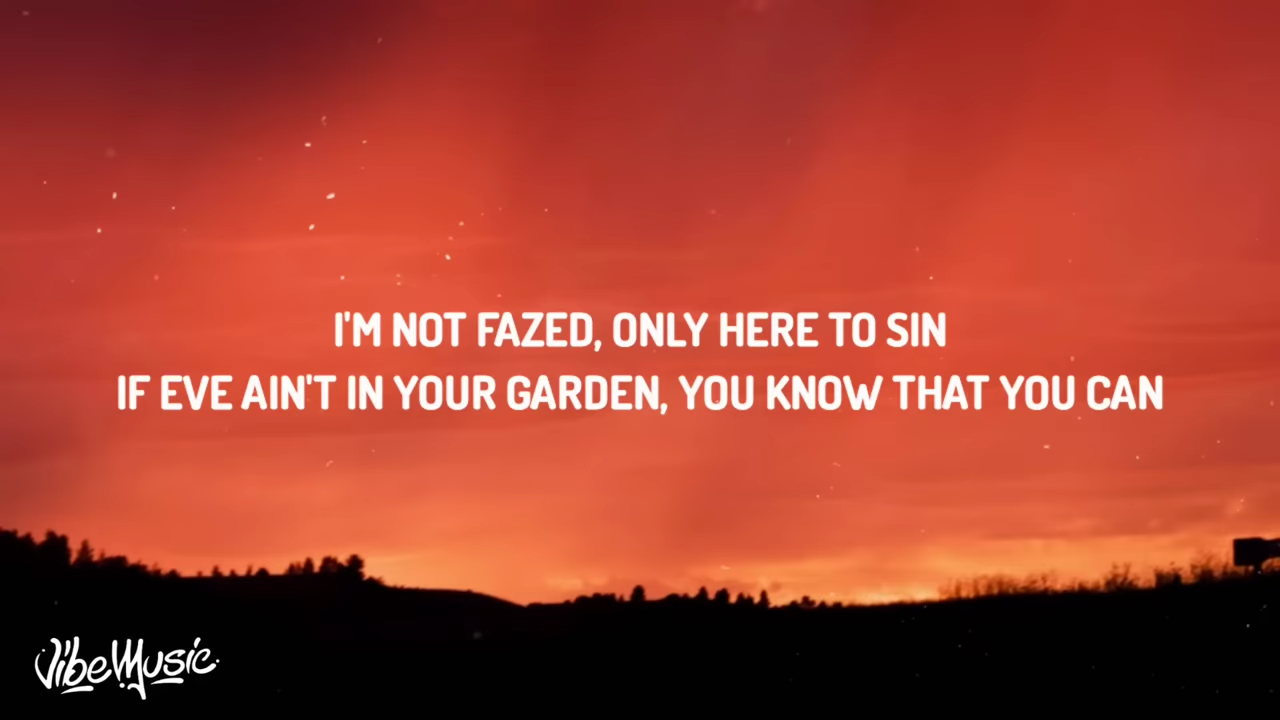 I'M NOT FAZED, ONLY HERE TO SIN
IF EVE AIN'T IN YOUR GARDEN, YOU KNOW THAT YOU CAN
VibeMusic